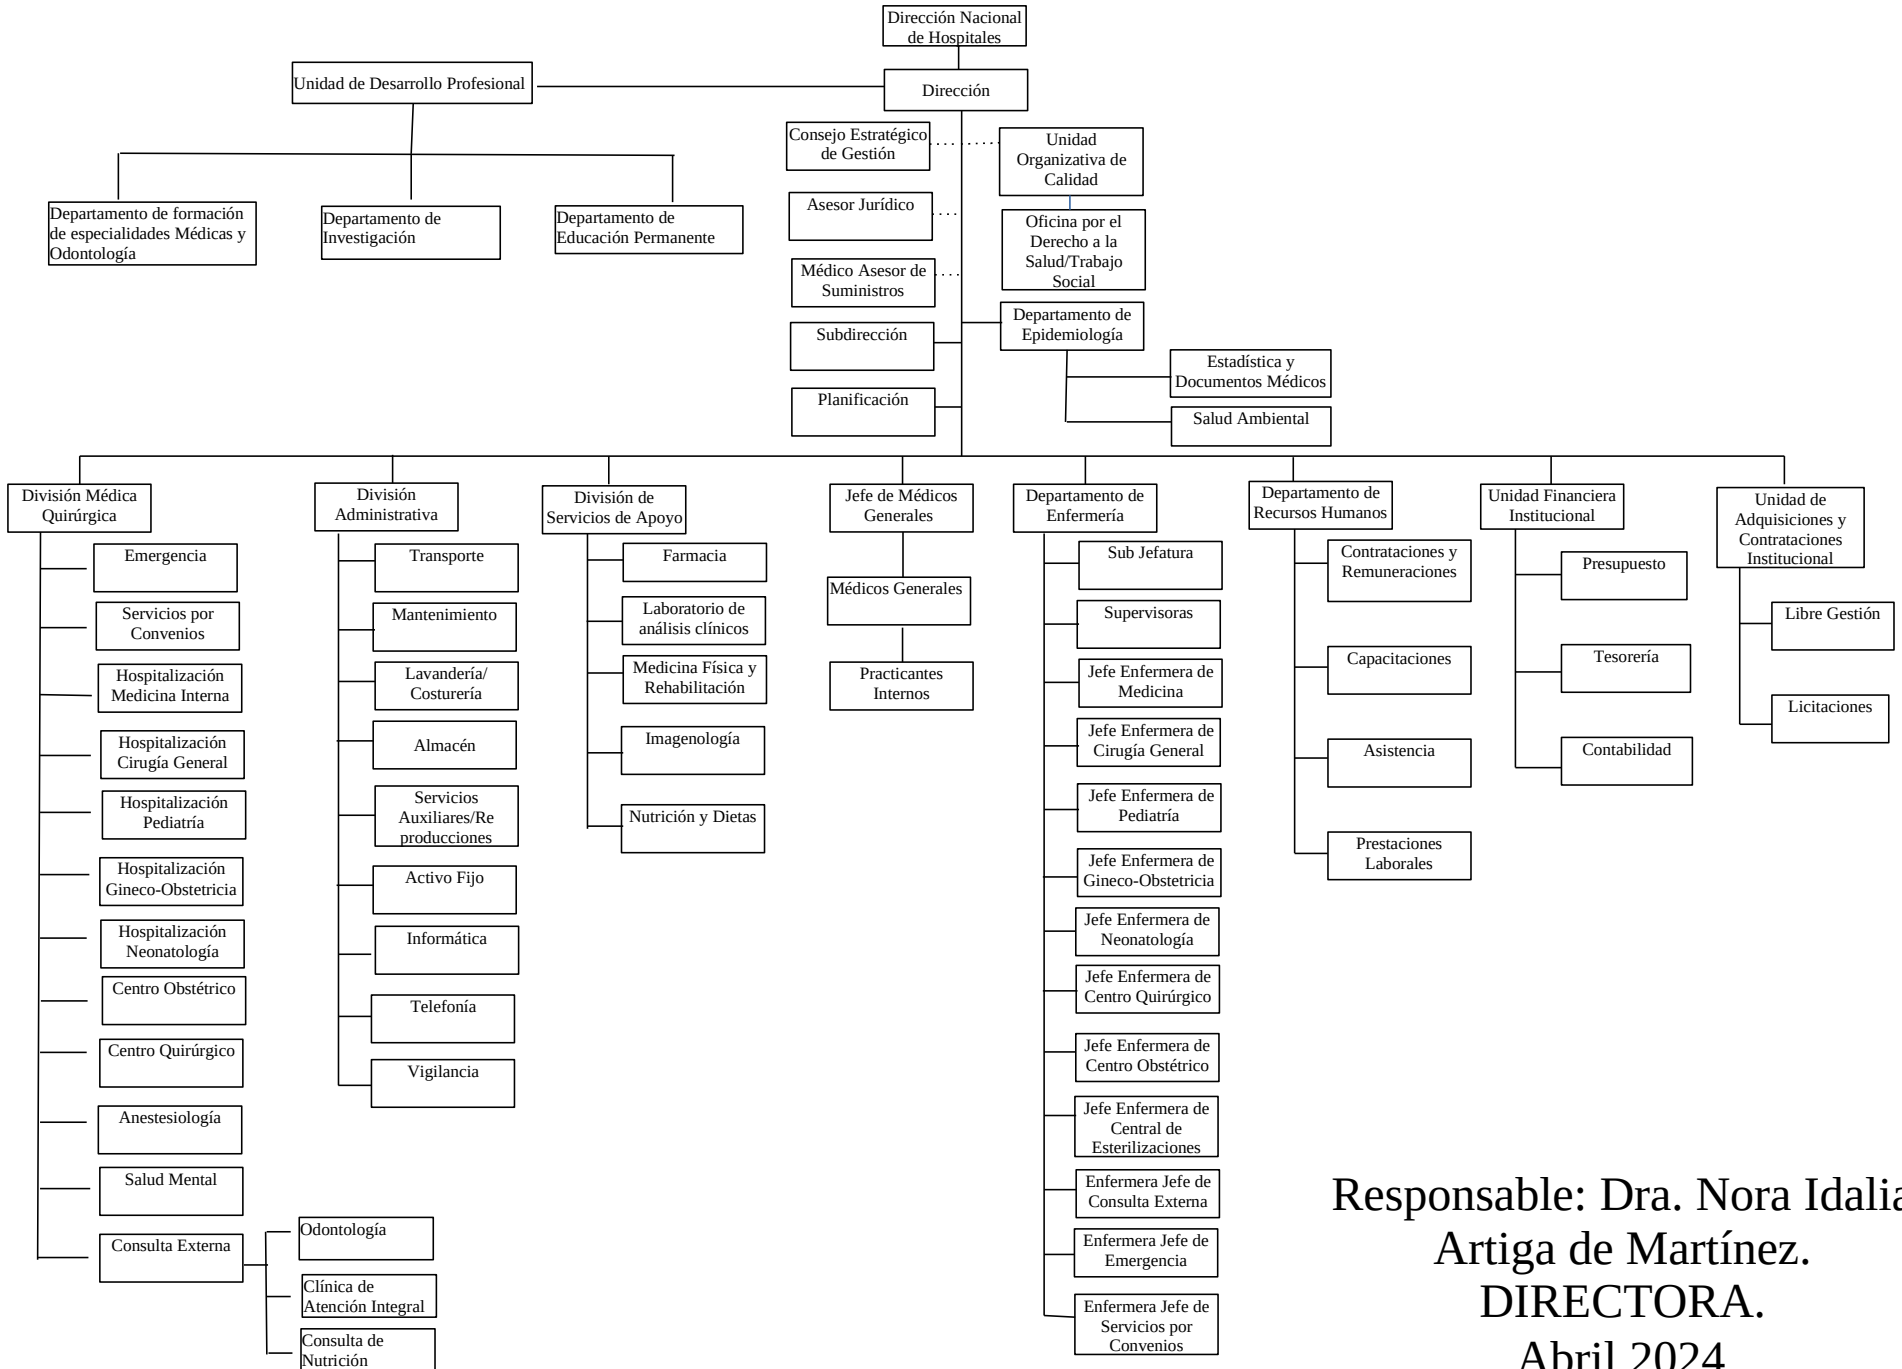 Dirección Nacional
de Hospitales
Unidad de Desarrollo Profesional
Dirección
Consejo Estratégico
de Gestión
Unidad
Organizativa de
Calidad
Departamento de formación
de especialidades Médicas y
Odontología
Departamento de
Investigación
Departamento de
Educación Permanente
Asesor Jurídico
Oficina por el
Derecho a la
Salud/Trabajo
Social
Médico Asesor de
Suministros
Departamento de
Epidemiología
Subdirección
Estadística y
Documentos Médicos
Planificación
Salud Ambiental
División Médica
Quirúrgica
Emergencia
Servicios por
Convenios
Hospitalización
Medicina Interna
Hospitalización
Cirugía General
Hospitalización
Pediatría
Hospitalización
Gineco-Obstetricia
Hospitalización
Neonatología
Centro Obstétrico
Centro Quirúrgico
Anestesiología
Salud Mental
Consulta Externa
Odontología
Clínica de
Atención Integral
Consulta de
Nutrición
División
Administrativa
Transporte
Mantenimiento
Lavandería/
Costurería
Almacén
Servicios
Auxiliares/Re
producciones
Activo Fijo
Informática
Telefonía
Vigilancia
División de
Servicios de Apoyo
Farmacia
Laboratorio de
análisis clínicos
Medicina Física y
Rehabilitación
Imagenología
Nutrición y Dietas
Jefe de Médicos
Generales
Médicos Generales
Practicantes
Internos
Departamento de
Enfermería
Sub Jefatura
Supervisoras
Jefe Enfermera de
Medicina
Jefe Enfermera de
Cirugía General
Jefe Enfermera de
Pediatría
Jefe Enfermera de
Gineco-Obstetricia
Jefe Enfermera de
Neonatología
Jefe Enfermera de
Centro Quirúrgico
Jefe Enfermera de
Centro Obstétrico
Jefe Enfermera de
Central de
Esterilizaciones
Enfermera Jefe de
Consulta Externa
Enfermera Jefe de
Emergencia
Enfermera Jefe de
Servicios por
Convenios
Departamento de
Recursos Humanos
Contrataciones y
Remuneraciones
Capacitaciones
Asistencia
Prestaciones
Laborales
Unidad Financiera
Institucional
Presupuesto
Tesorería
Contabilidad
Unidad de
Adquisiciones y
Contrataciones
Institucional
Libre Gestión
Licitaciones
Responsable: Dra. Nora Idalia
Artiga de Martínez.
DIRECTORA.
Abril 2024